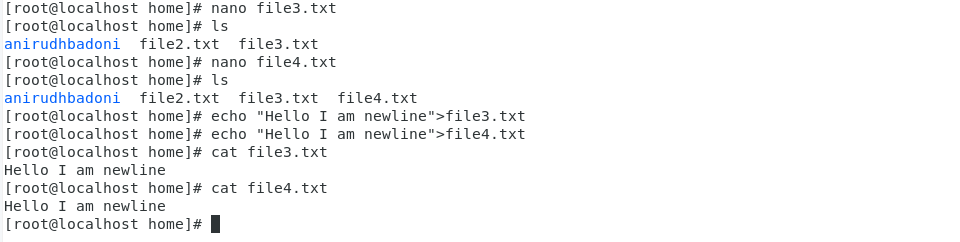 [root@localhost home]# nano file3.txt
[root@localhost home]# ls
anirudhbadoni  file2.txt  file3.txt
[root@localhost home]# nano file4.txt
[root@localhost home]# ls
anirudhbadoni  file2.txt  file3.txt  file4.txt
[root@localhost home]# echo "Hello I am newline">file3.txt
[root@localhost home]# echo "Hello I am newline">file4.txt
[root@localhost home]# cat file3.txt
Hello I am newline
[root@localhost home]# cat file4.txt
Hello I am newline
[root@localhost home]#